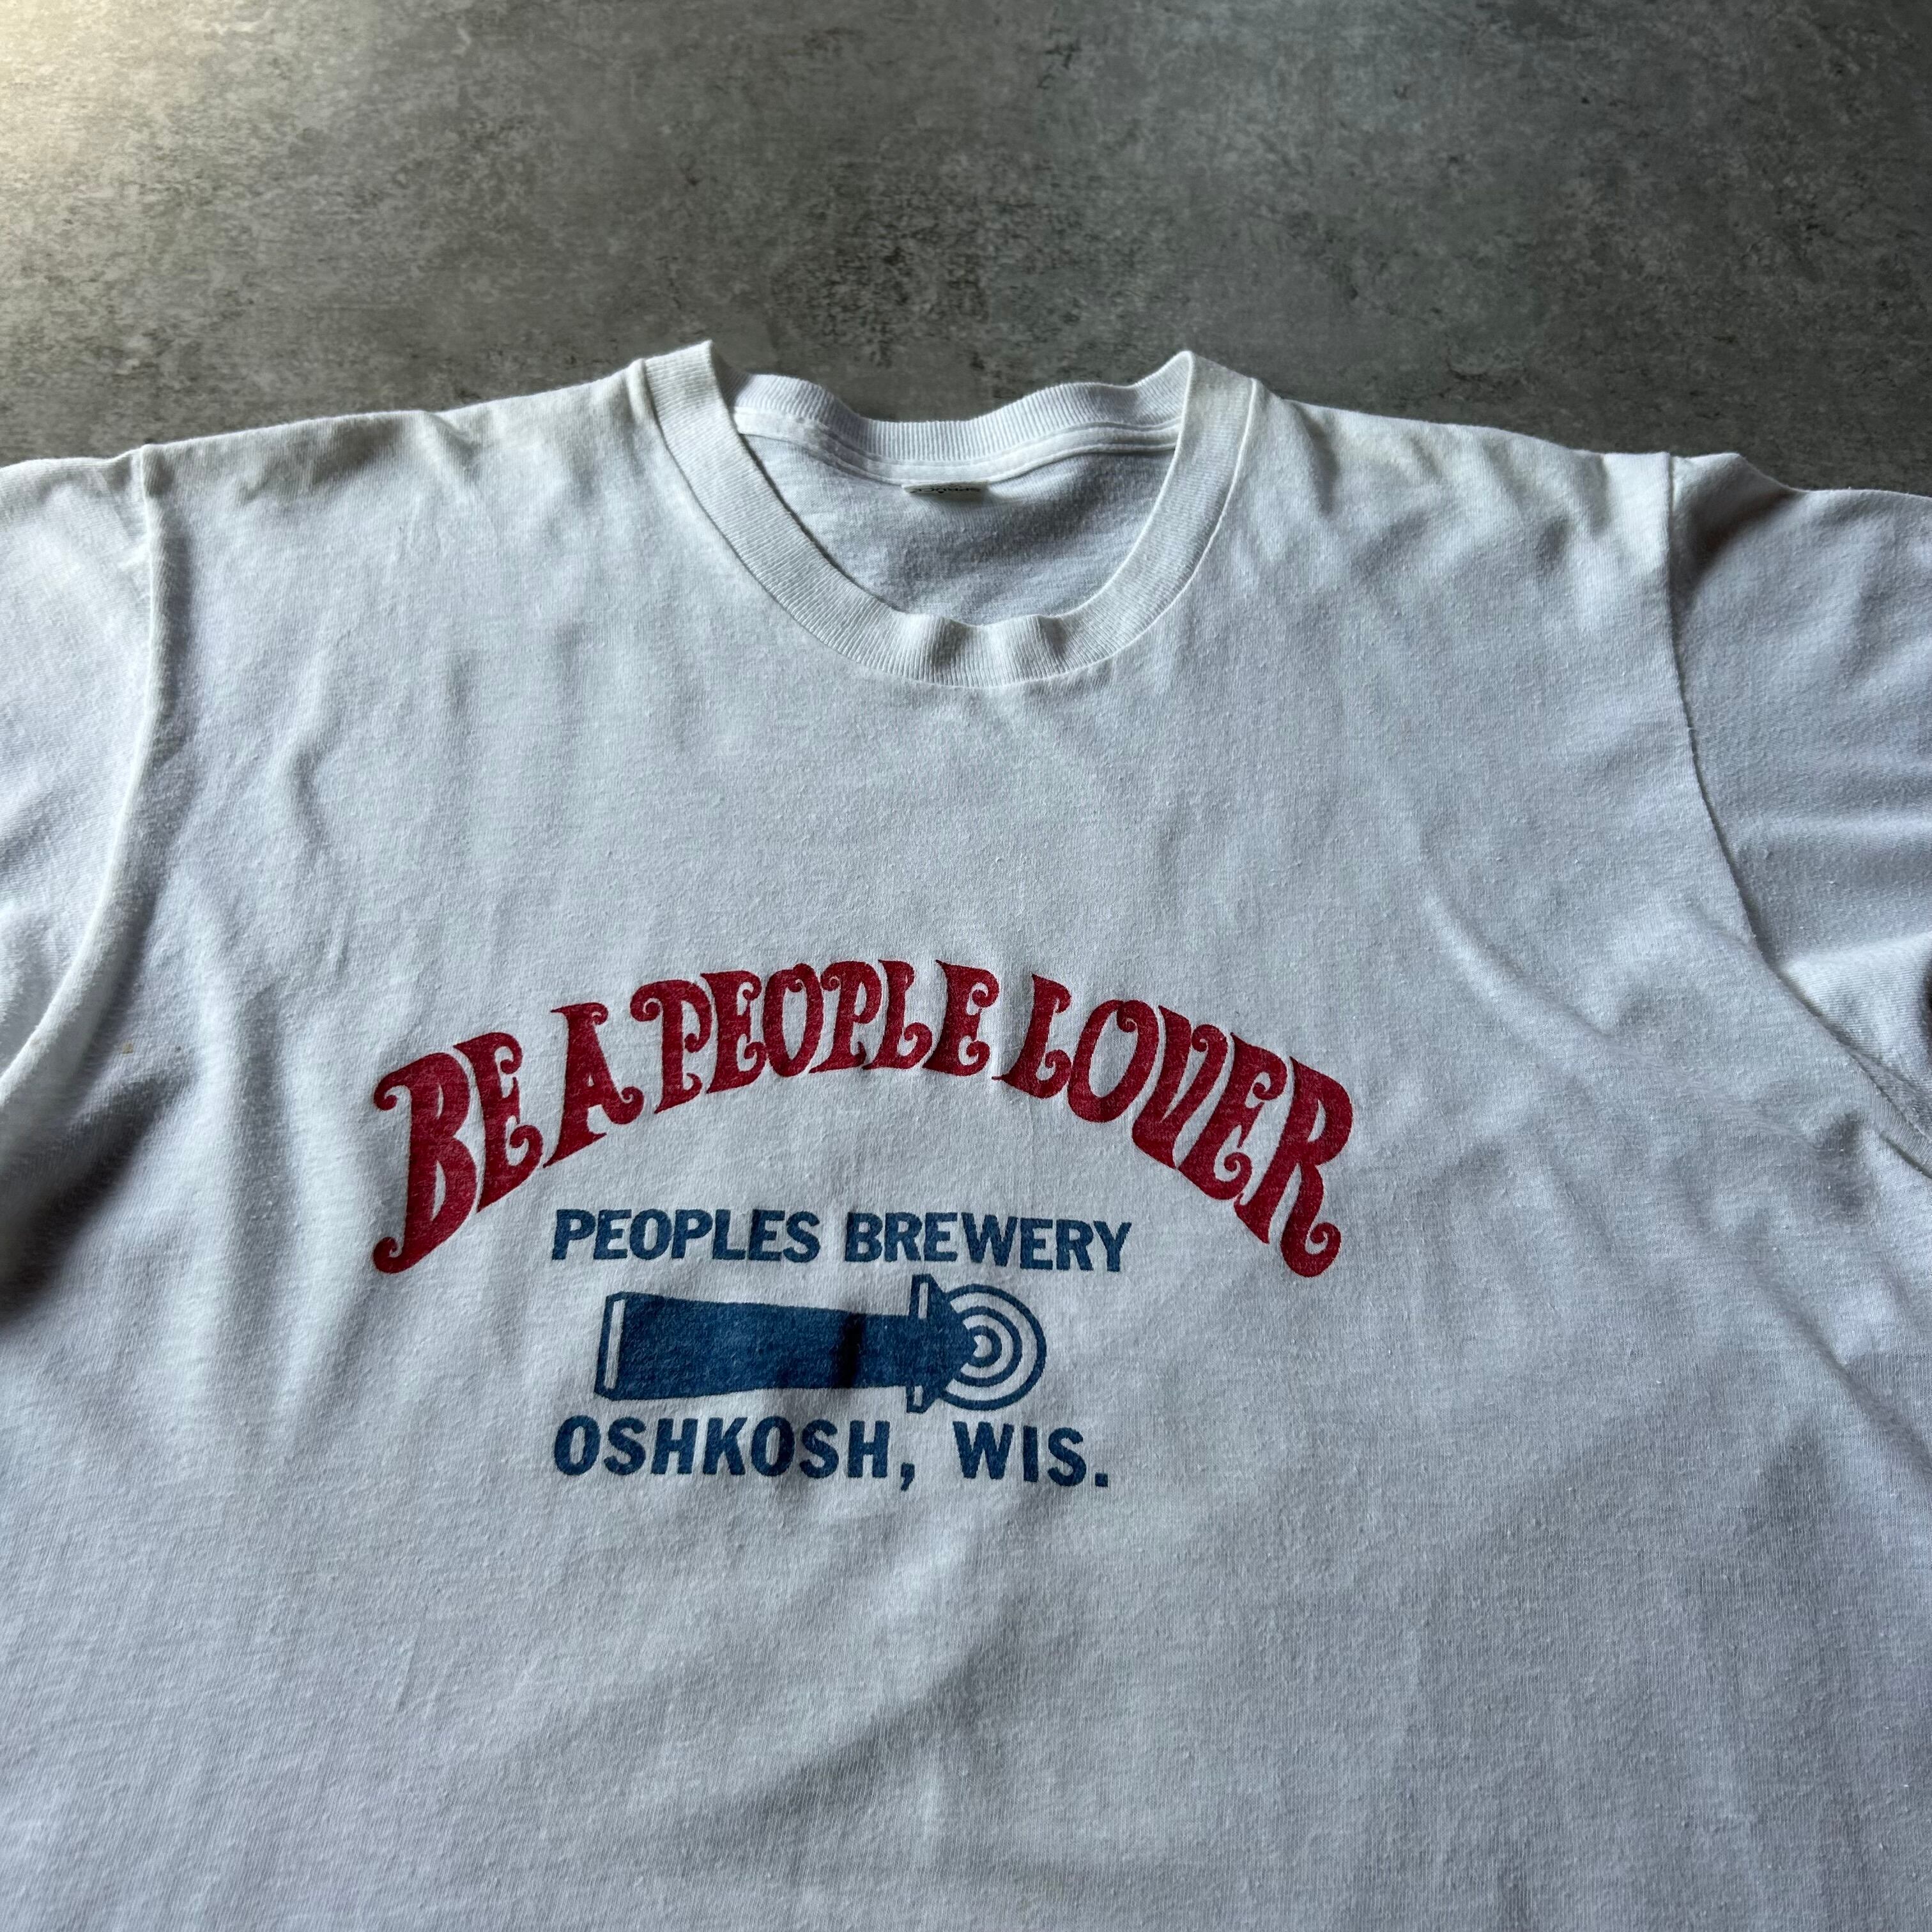 BE A PEOPLE LOVER
PEOPLES BREWERY
OSHKOSH, WIS.